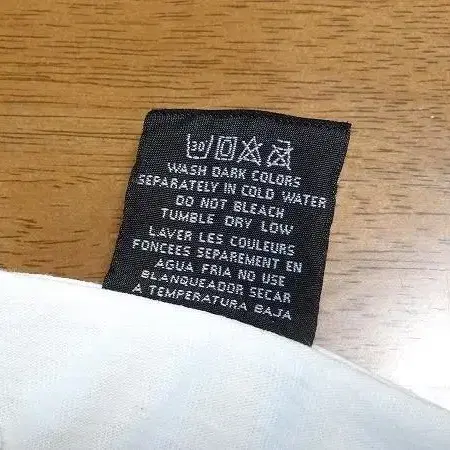 30°
WASH DARK COLORS
SEPARATELY IN COLD WATER
DO NOT BLEACH
TUMBLE DRY LOW
LAVER LES COULEURS
FONCEES SEPAREMENT EN
AGUA FRIA NO USE
BLANQUEADOR SECAR
A TEMPERATURA BAJA